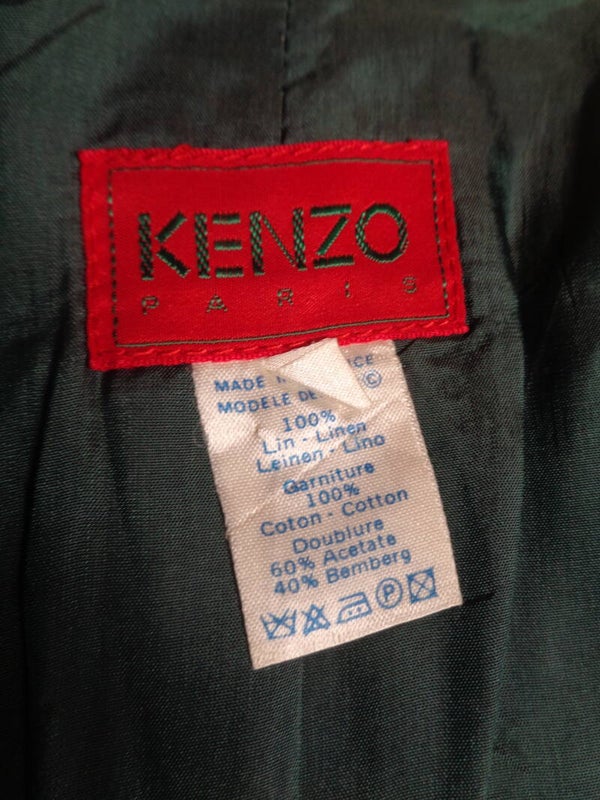 KENZO
PARIS
MADE
MODELE DE ©
100%
Lin - Linen
Leinen - Lino
Garniture
100%
Coton - Cotton
Doublure
60% Acetate
40% Bemberg
P